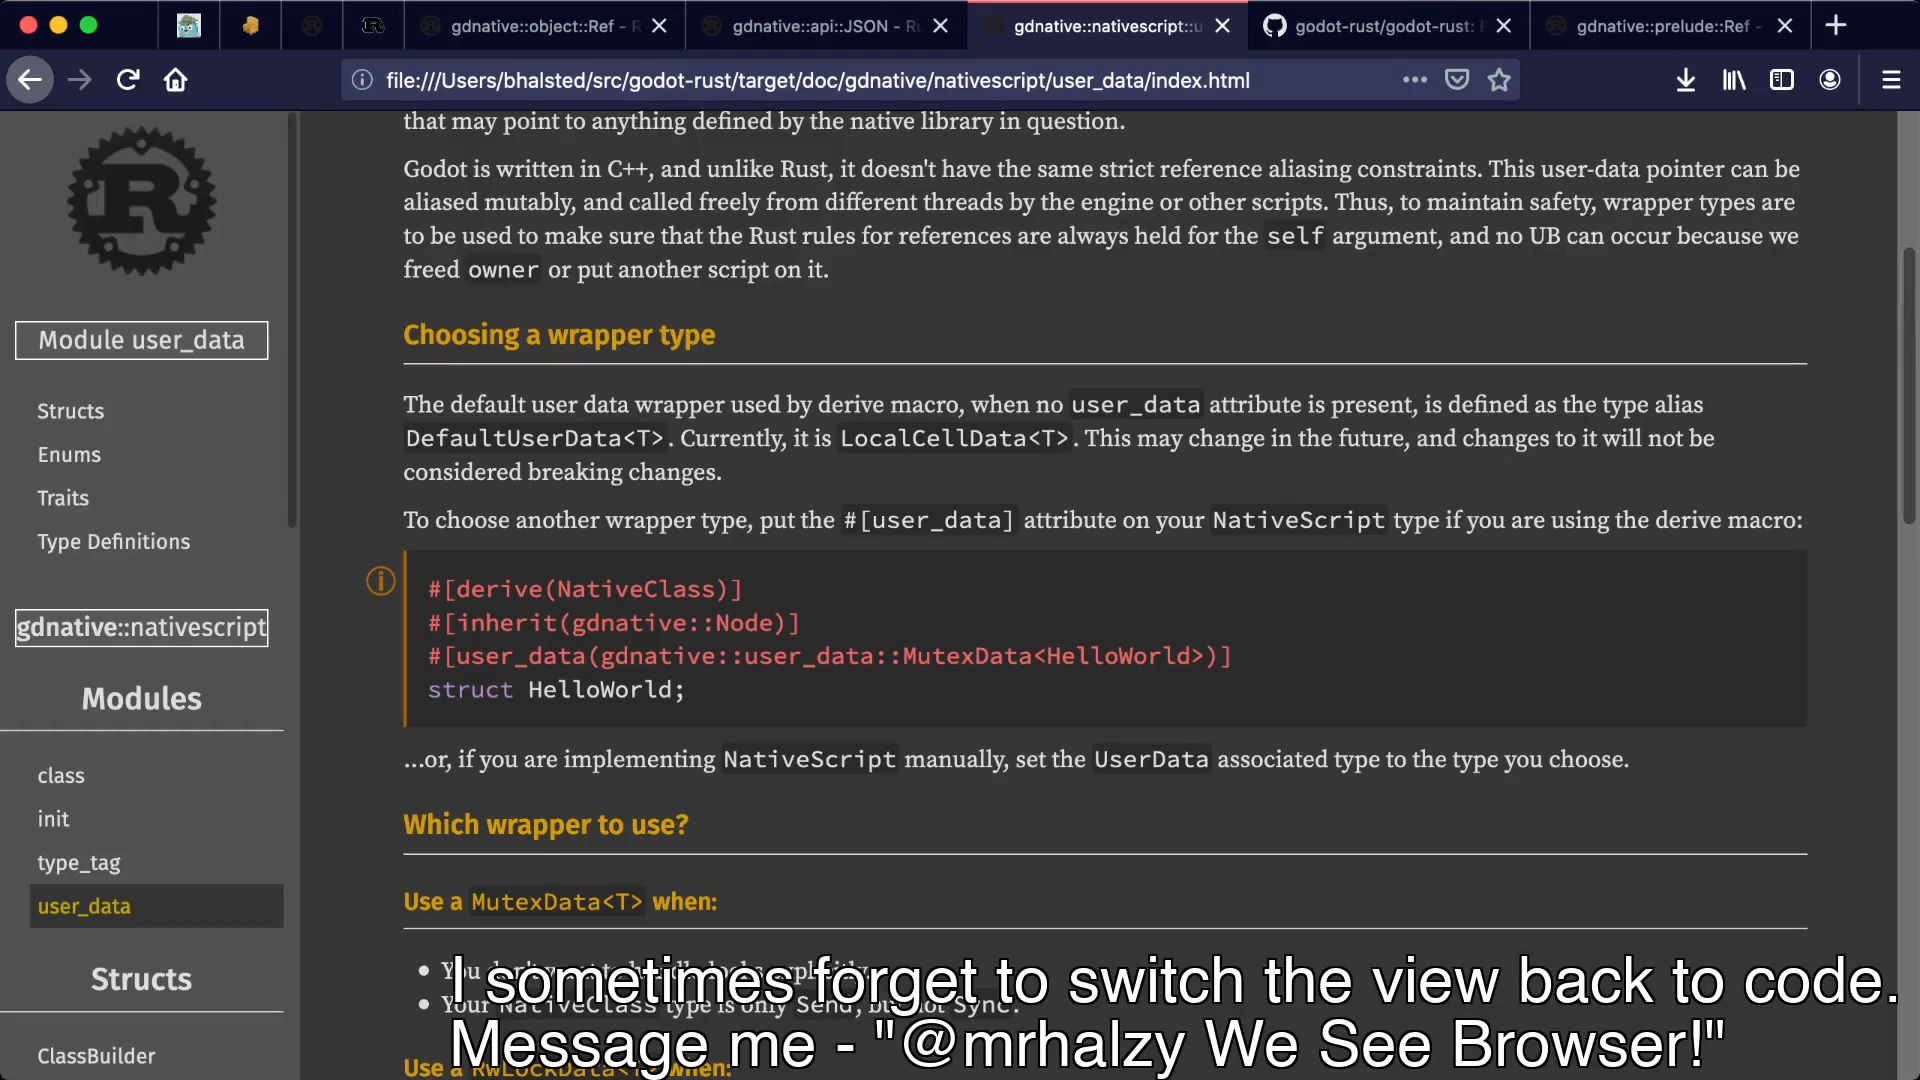 gdnative::object::Ref - R
gdnative::api::JSON - Ru
gdnative::nativescript::u
godot-rust/godot-rust: R
gdnative::prelude::Ref -
file:///Users/bhalsted/src/godot-rust/target/doc/gdnative/nativescript/user_data/index.html
Module user_data
Structs
Enums
Traits
Type Definitions
gdnative::nativescript
Modules
class
init
type_tag
user_data
Structs
ClassBuilder
that may point to anything defined by the native library in question.
Godot is written in C++, and unlike Rust, it doesn't have the same strict reference aliasing constraints. This user-data pointer can be
aliased mutably, and called freely from different threads by the engine or other scripts. Thus, to maintain safety, wrapper types are
to be used to make sure that the Rust rules for references are always held for the self argument, and no UB can occur because we
freed owner or put another script on it.
Choosing a wrapper type
The default user data wrapper used by derive macro, when no user_data attribute is present, is defined as the type alias
DefaultUserData<T>. Currently, it is LocalCellData<T>. This may change in the future, and changes to it will not be
considered breaking changes.
To choose another wrapper type, put the #[user_data] attribute on your NativeScript type if you are using the derive macro:
#[derive(NativeClass)]
#[inherit(gdnative::Node)]
#[user_data(gdnative::user_data::MutexData<HelloWorld>)]
struct HelloWorld;
...or, if you are implementing NativeScript manually, set the UserData associated type to the type you choose.
Which wrapper to use?
Use a MutexData<T> when:
Your NativeClass type is only Send, but not Sync.
Use a RwLockData<T> when:
I sometimes forget to switch the view back to code.
Message me - "@mrhalzy We See Browser!"